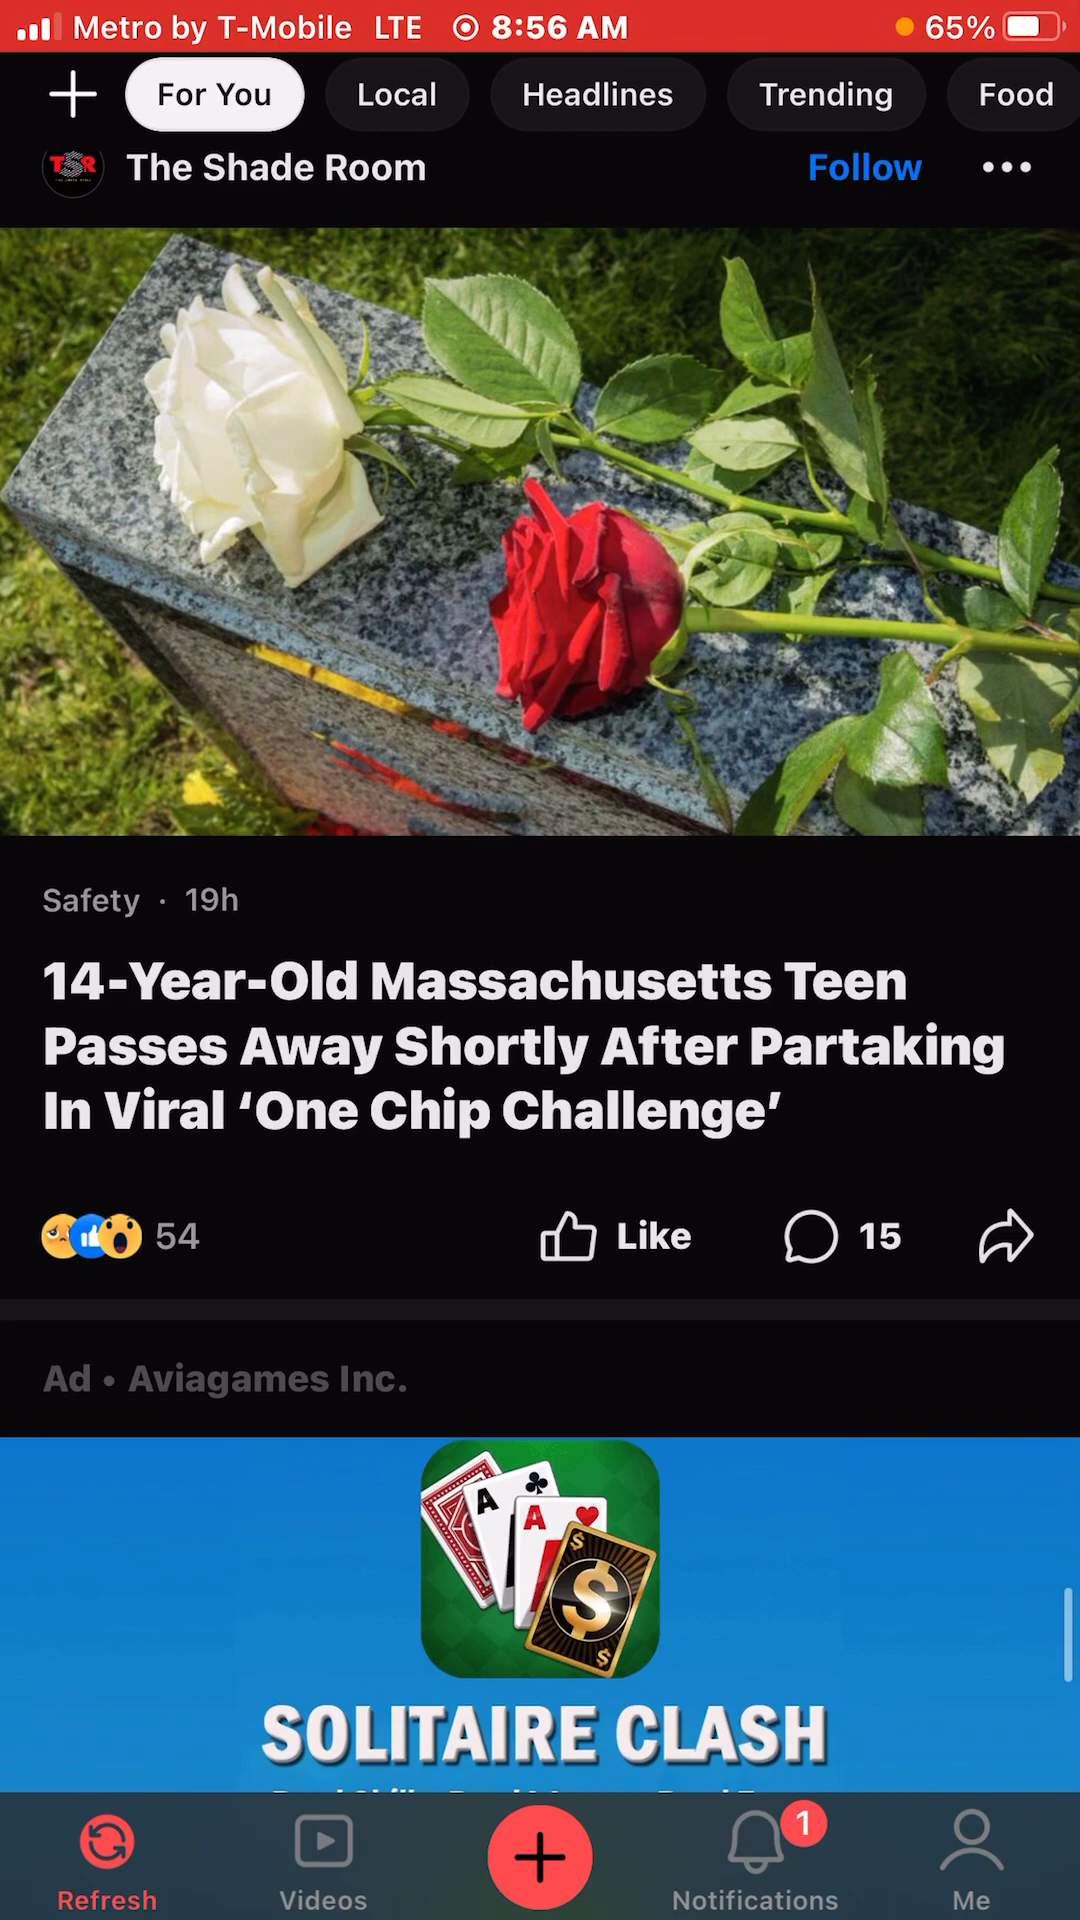 Metro by T-Mobile LTE 8:56 AM 65%
For You Local Headlines Trending Food
TSR The Shade Room Follow
Safety · 19h
14-Year-Old Massachusetts Teen
Passes Away Shortly After Partaking
In Viral ‘One Chip Challenge’
54 Like 15
Ad • Aviagames Inc.
A A $ $ $
SOLITAIRE CLASH
1
Refresh Videos Notifications Me